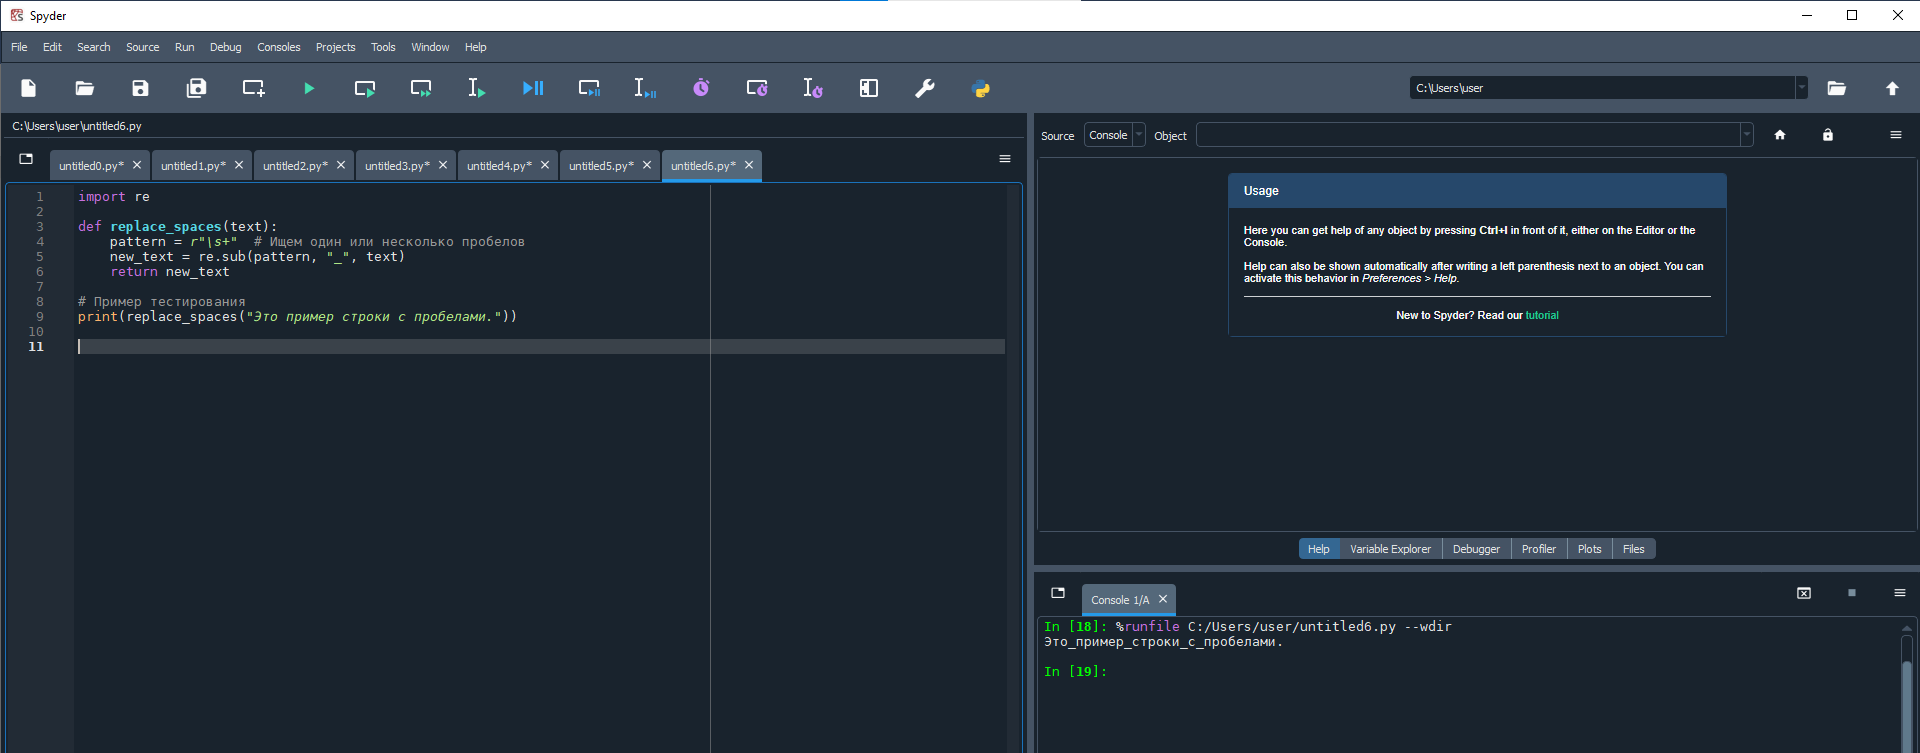 Spyder
File Edit Search Source Run Debug Consoles Projects Tools Window Help
C:\Users\user
C:\Users\user\untitled6.py
untitled0.py* untitled1.py* untitled2.py* untitled3.py* untitled4.py* untitled5.py* untitled6.py*
1 import re
2
3 def replace_spaces(text):
4     pattern = r"\s+"  # Ищем один или несколько пробелов
5     new_text = re.sub(pattern, "_", text)
6     return new_text
7
8 # Пример тестирования
9 print(replace_spaces("Это пример строки с пробелами."))
10
11
Source Console Object
Usage
Here you can get help of any object by pressing Ctrl+I in front of it, either on the Editor or the
Console.
Help can also be shown automatically after writing a left parenthesis next to an object. You can
activate this behavior in Preferences > Help.
New to Spyder? Read our tutorial
Help Variable Explorer Debugger Profiler Plots Files
Console 1/A
In [18]: %runfile C:/Users/user/untitled6.py --wdir
Это_пример_строки_с_пробелами.
In [19]: